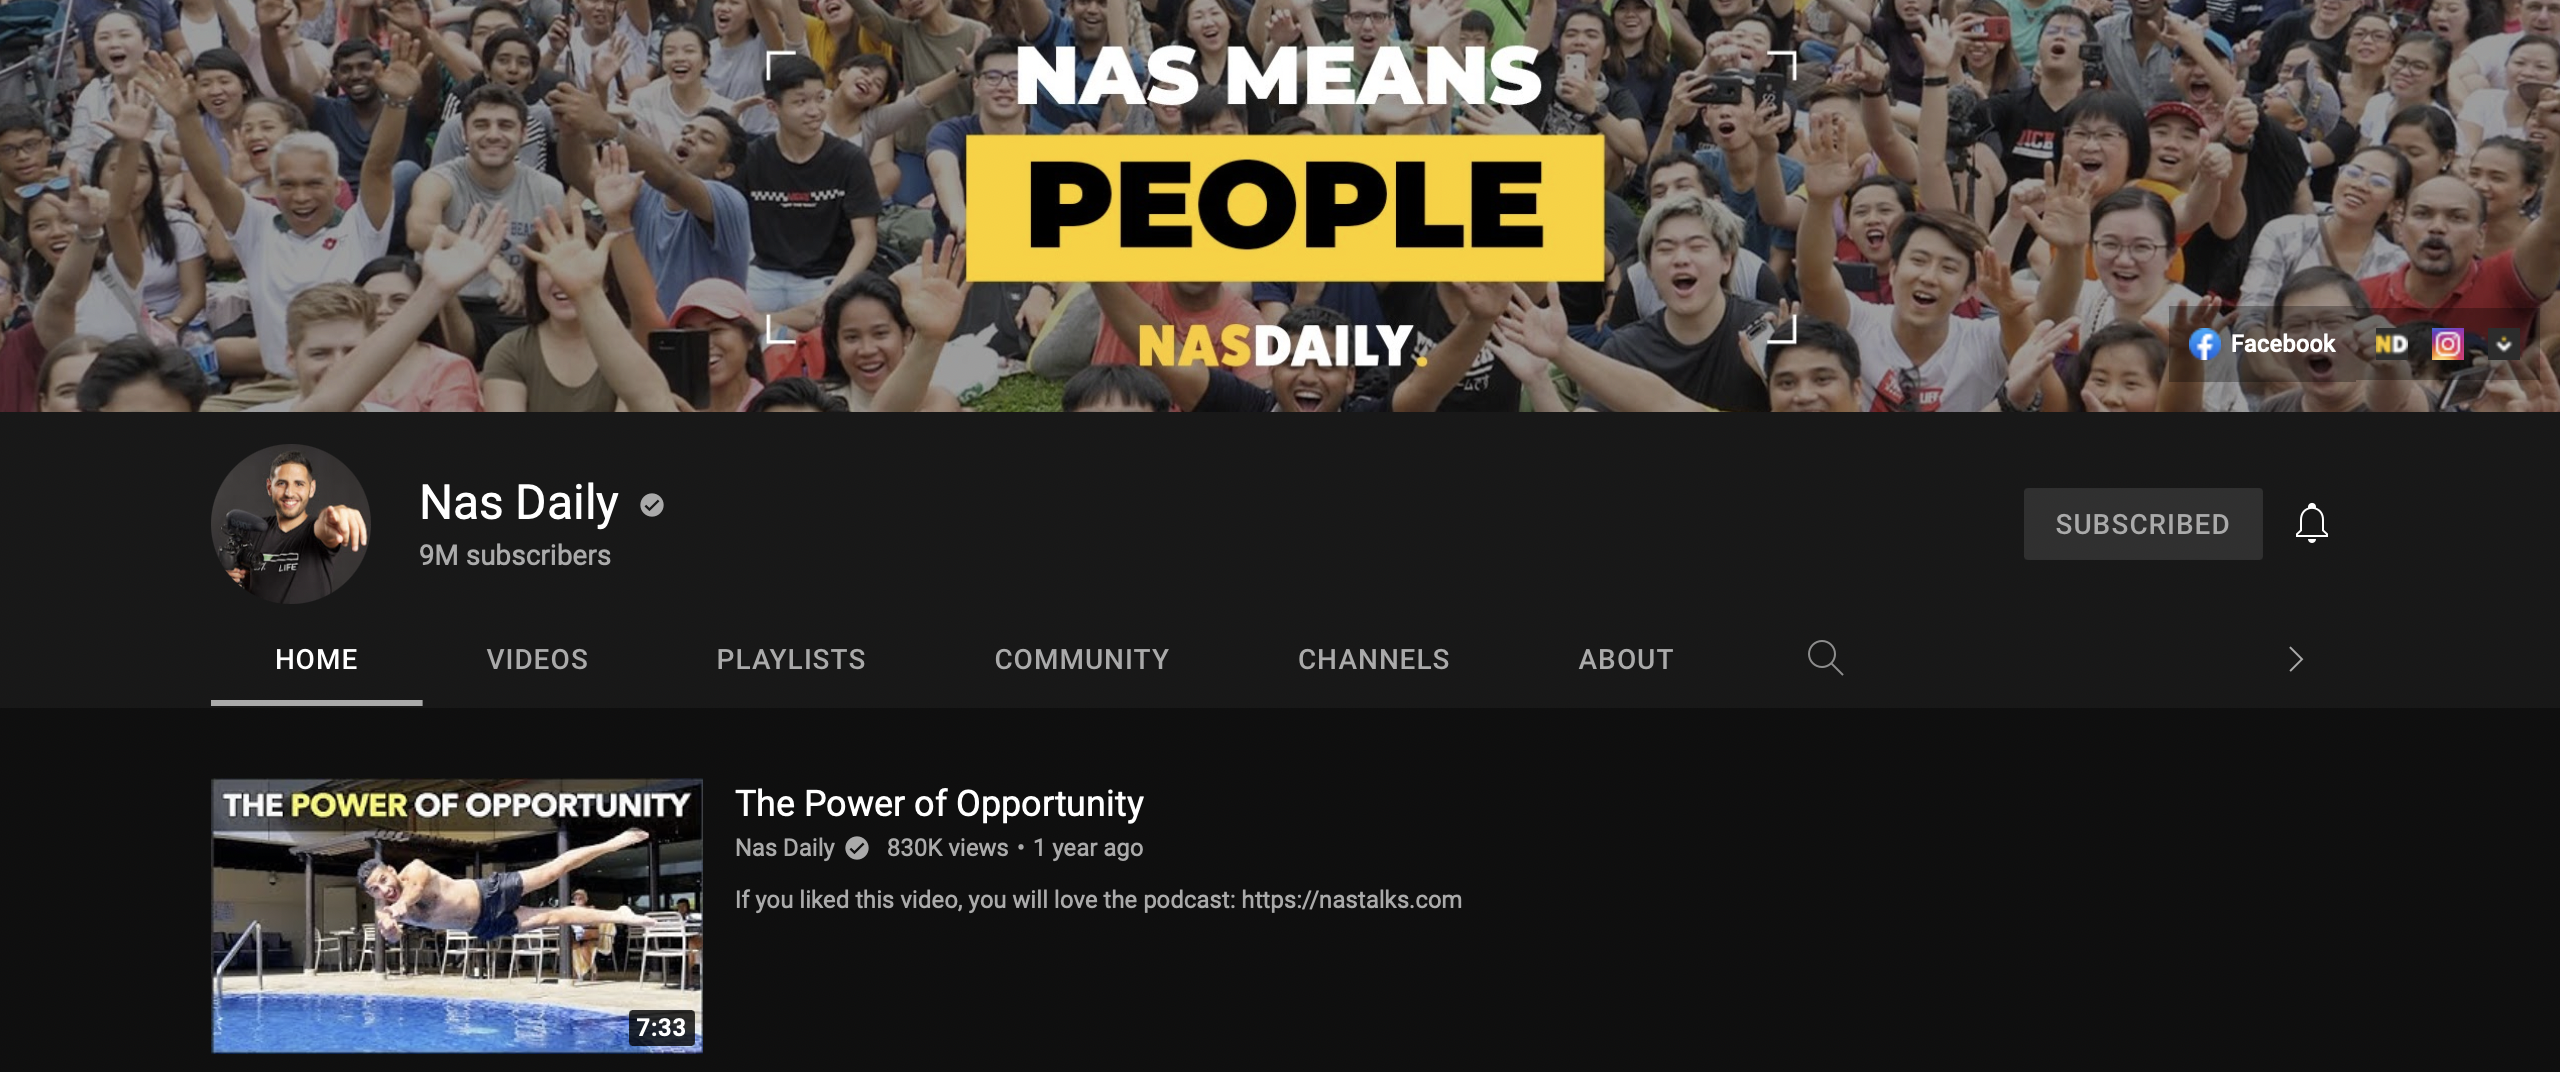 NAS MEANS
PEOPLE
NASDAILY.
Facebook
ND
Nas Daily
9M subscribers
SUBSCRIBED
HOME
VIDEOS
PLAYLISTS
COMMUNITY
CHANNELS
ABOUT
THE POWER OF OPPORTUNITY
7:33
The Power of Opportunity
Nas Daily 830K views • 1 year ago
If you liked this video, you will love the podcast: https://nastalks.com
LIFE